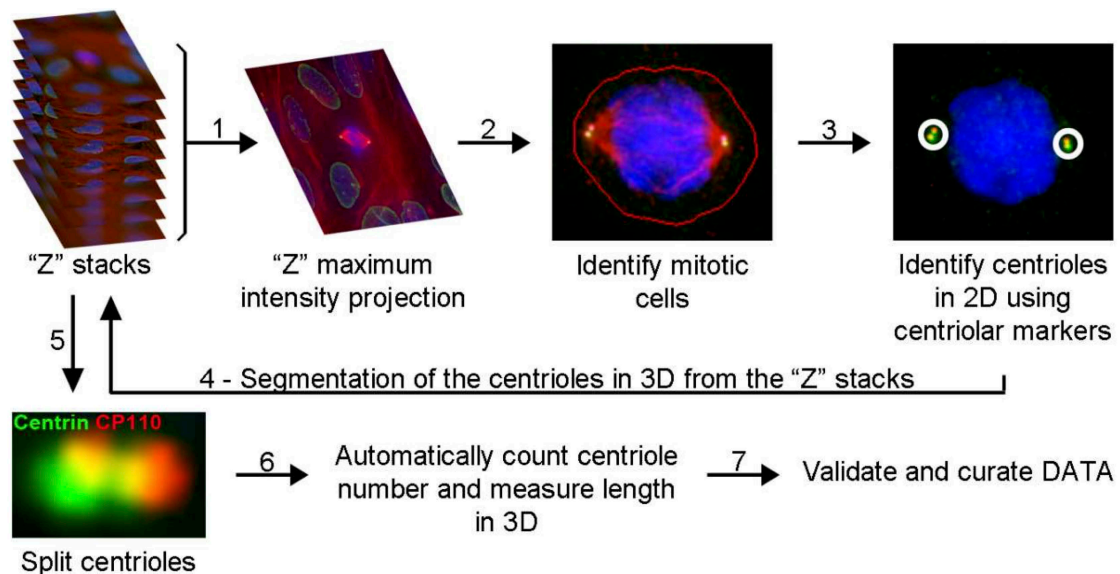 1
2
3
“Z” stacks
“Z” maximum
intensity projection
Identify mitotic
cells
Identify centrioles
in 2D using
centriolar markers
5
4 - Segmentation of the centrioles in 3D from the “Z” stacks
Centrin CP110
6
Automatically count centriole
number and measure length
in 3D
7
Validate and curate DATA
Split centrioles